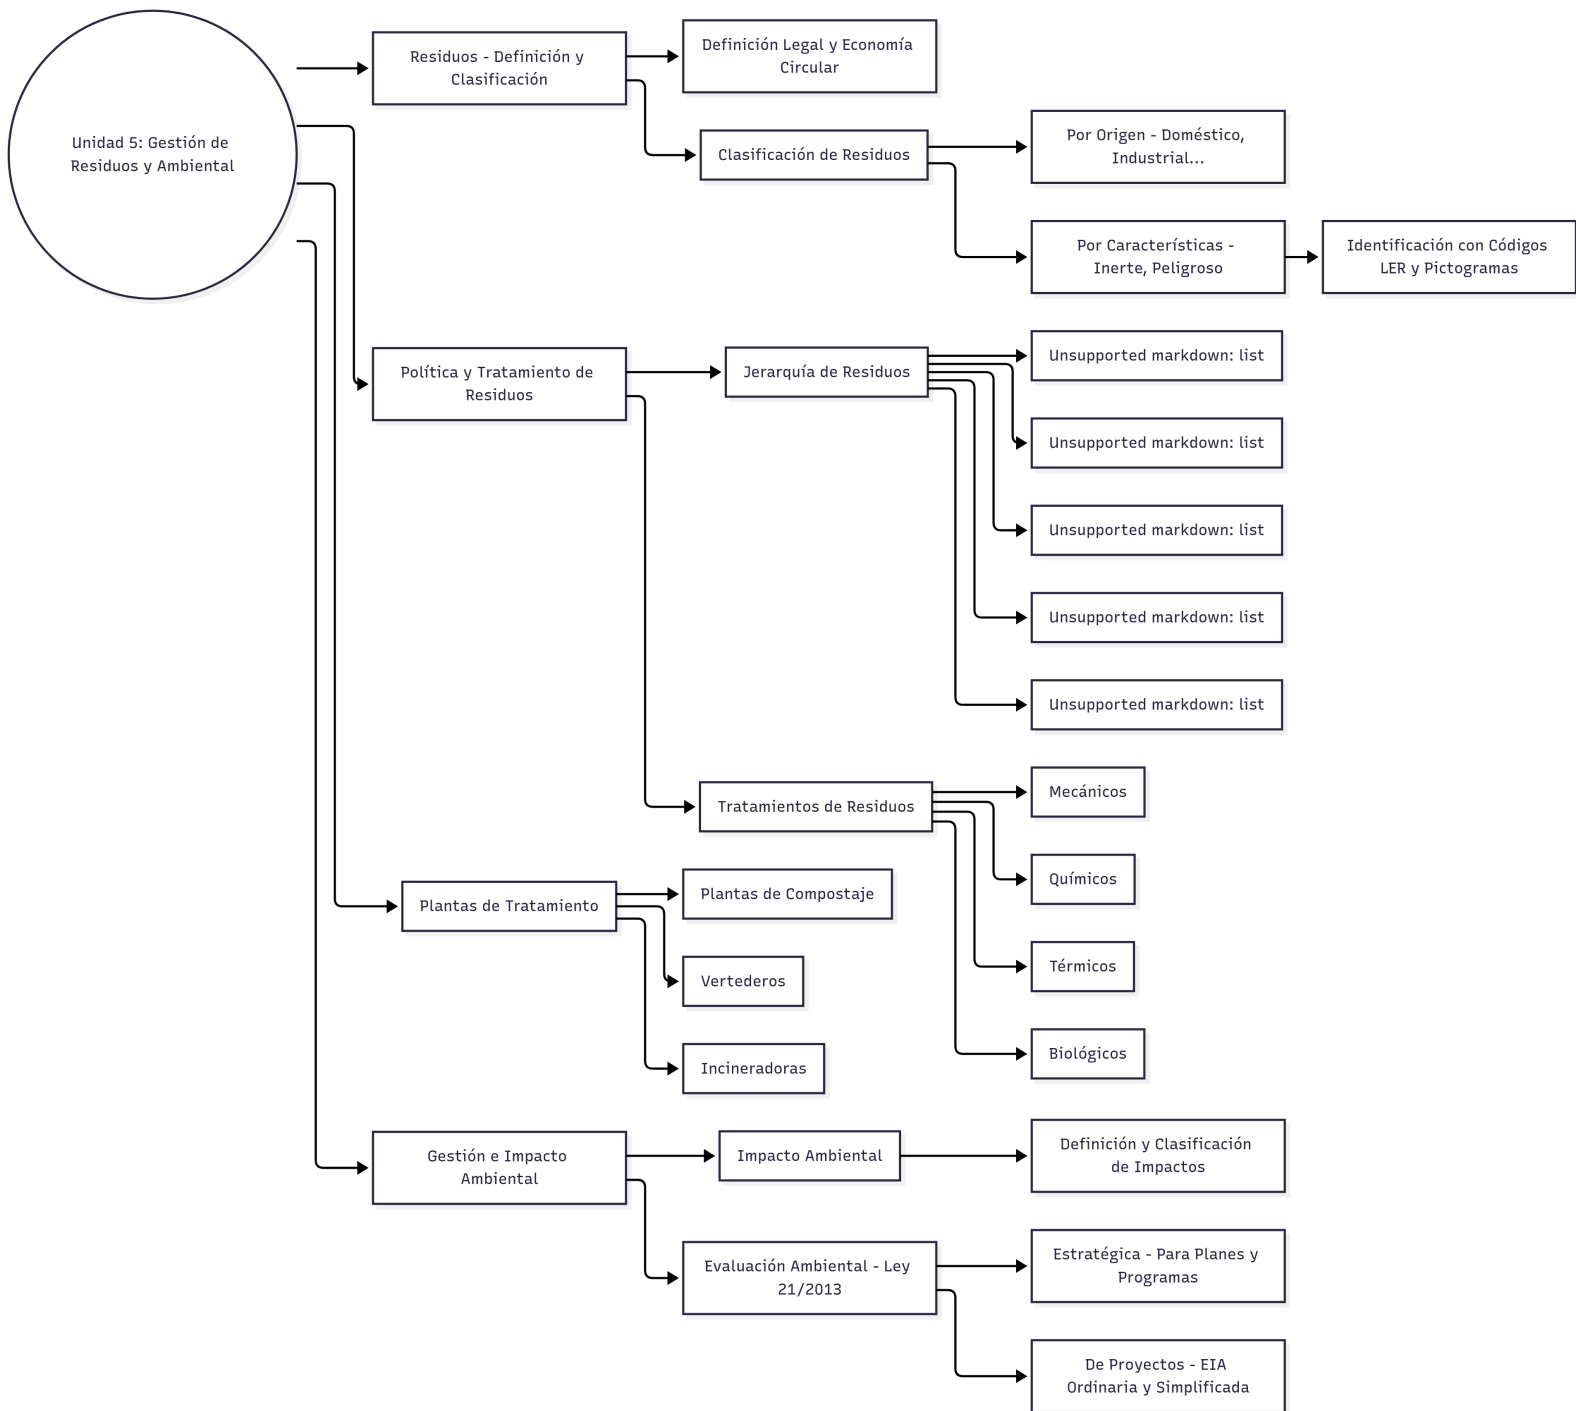 Unidad 5: Gestión de
Residuos y Ambiental
Residuos - Definición y
Clasificación
Definición Legal y Economía
Circular
Clasificación de Residuos
Por Origen - Doméstico,
Industrial...
Por Características -
Inerte, Peligroso
Identificación con Códigos
LER y Pictogramas
Política y Tratamiento de
Residuos
Jerarquía de Residuos
Unsupported markdown: list
Unsupported markdown: list
Unsupported markdown: list
Unsupported markdown: list
Unsupported markdown: list
Tratamientos de Residuos
Mecánicos
Químicos
Térmicos
Biológicos
Plantas de Tratamiento
Plantas de Compostaje
Vertederos
Incineradoras
Gestión e Impacto
Ambiental
Impacto Ambiental
Definición y Clasificación
de Impactos
Evaluación Ambiental - Ley
21/2013
Estratégica - Para Planes y
Programas
De Proyectos - EIA
Ordinaria y Simplificada